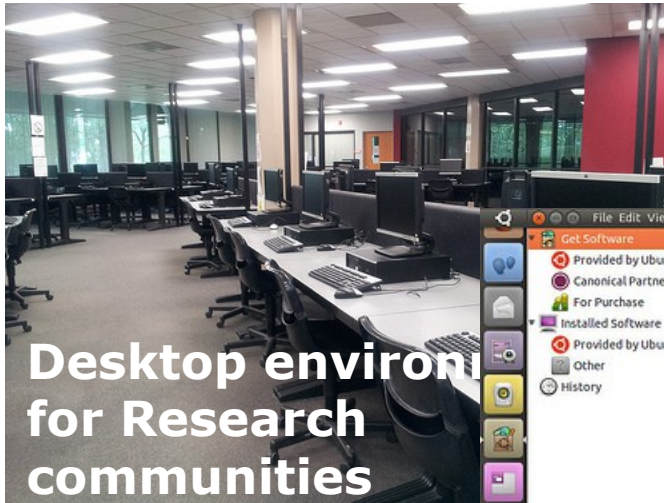 File Edit Vie
Get Software
Provided by Ubu
Canonical Partne
For Purchase
Installed Software
Provided by Ubu
Other
History
Desktop environm
for Research
communities